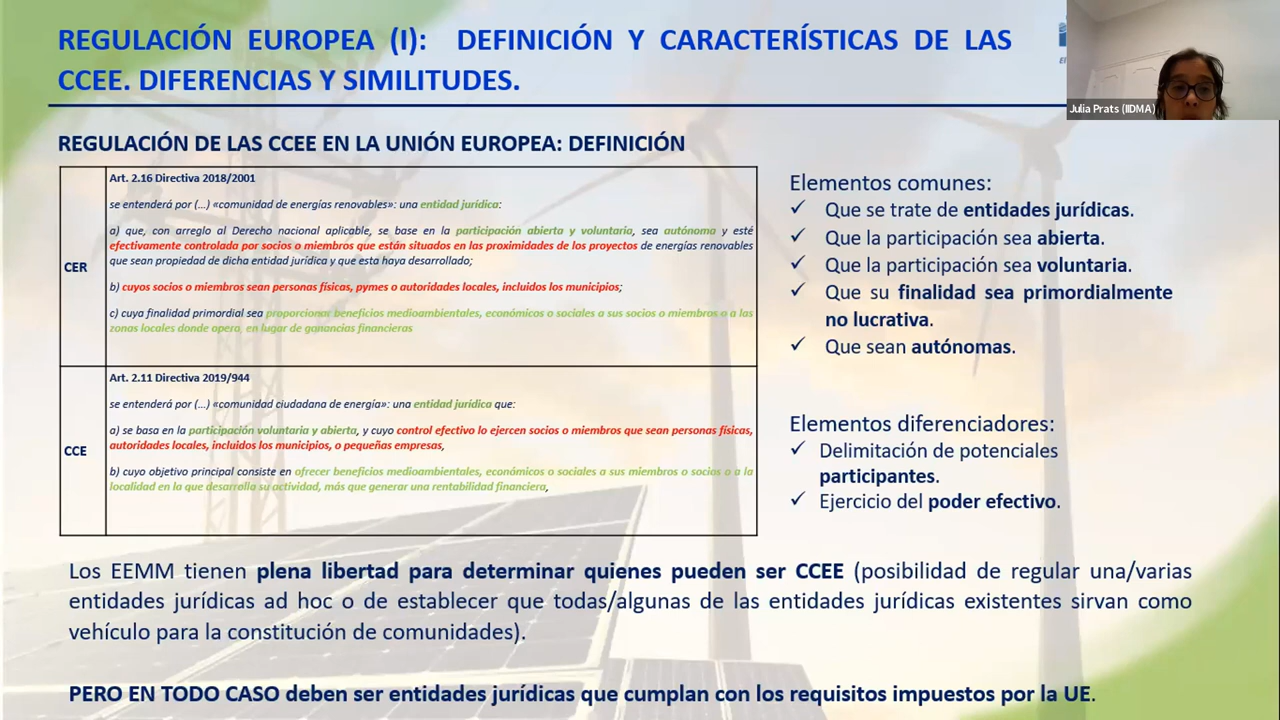 REGULACIÓN EUROPEA (I): DEFINICIÓN Y CARACTERÍSTICAS DE LAS
CCEE. DIFERENCIAS Y SIMILITUDES.
Julia Prats (IIDMA)
REGULACIÓN DE LAS CCEE EN LA UNIÓN EUROPEA: DEFINICIÓN
CER
Art. 2.16 Directiva 2018/2001
se entenderá por (...) «comunidad de energías renovables»: una entidad jurídica:
a) que, con arreglo al Derecho nacional aplicable, se base en la participación abierta y voluntaria, sea autónoma y esté
efectivamente controlada por socios o miembros que están situados en las proximidades de los proyectos de energías renovables
que sean propiedad de dicha entidad jurídica y que esta haya desarrollado;
b) cuyos socios o miembros sean personas físicas, pymes o autoridades locales, incluidos los municipios;
c) cuya finalidad primordial sea proporcionar beneficios medioambientales, económicos o sociales a sus socios o miembros o a las
zonas locales donde opera, en lugar de ganancias financieras
CCE
Art. 2.11 Directiva 2019/944
se entenderá por (...) «comunidad ciudadana de energía»: una entidad jurídica que:
a) se basa en la participación voluntaria y abierta, y cuyo control efectivo lo ejercen socios o miembros que sean personas físicas,
autoridades locales, incluidos los municipios, o pequeñas empresas,
b) cuyo objetivo principal consiste en ofrecer beneficios medioambientales, económicos o sociales a sus miembros o socios o a la
localidad en la que desarrolla su actividad, más que generar una rentabilidad financiera,
Elementos comunes:
✓ Que se trate de entidades jurídicas.
✓ Que la participación sea abierta.
✓ Que la participación sea voluntaria.
✓ Que su finalidad sea primordialmente
no lucrativa.
✓ Que sean autónomas.
Elementos diferenciadores:
✓ Delimitación de potenciales
participantes.
✓ Ejercicio del poder efectivo.
Los EEMM tienen plena libertad para determinar quienes pueden ser CCEE (posibilidad de regular una/varias
entidades jurídicas ad hoc o de establecer que todas/algunas de las entidades jurídicas existentes sirvan como
vehículo para la constitución de comunidades).
PERO EN TODO CASO deben ser entidades jurídicas que cumplan con los requisitos impuestos por la UE.